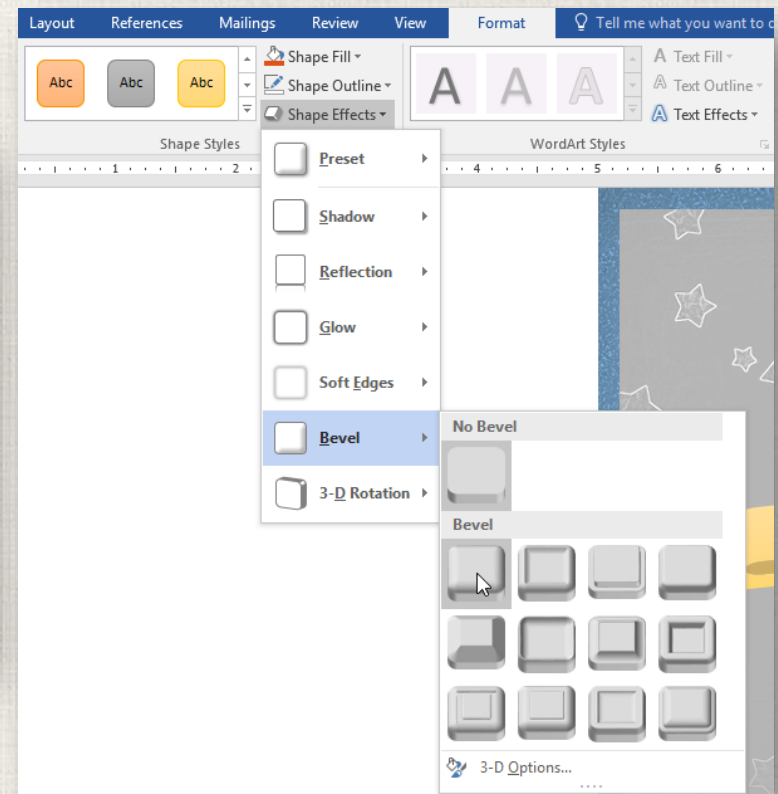 Layout References Mailings Review View Format Tell me what you want to
Abc Abc Abc
Shape Fill
Shape Outline
Shape Effects
A A A
A Text Fill
A Text Outline
A Text Effects
Shape Styles
WordArt Styles
1 2 4 5 6
Preset
Shadow
Reflection
Glow
Soft Edges
Bevel
3-D Rotation
No Bevel
Bevel
3-D Options...